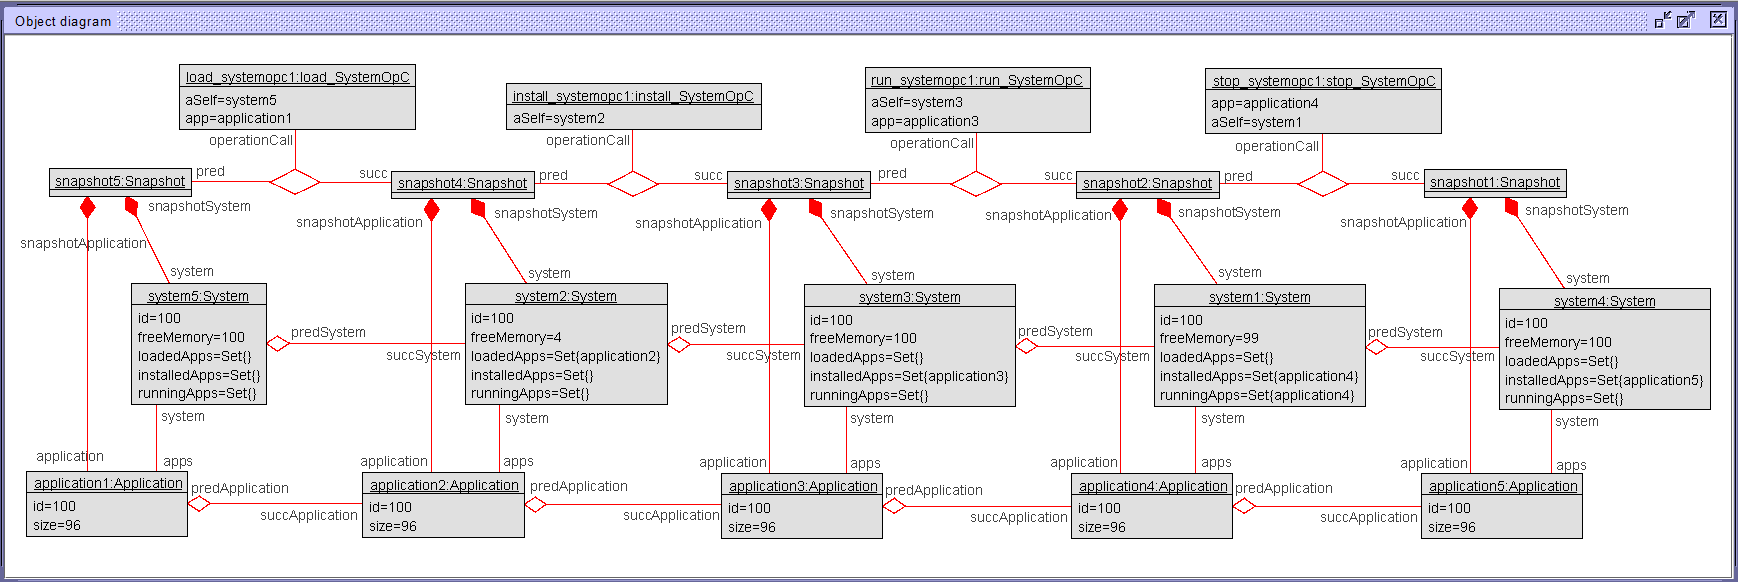 Object diagram
load_systemopc1:load_SystemOpC
aSelf=system5
app=application1
install_systemopc1:install_SystemOpC
aSelf=system2
run_systemopc1:run_SystemOpC
aSelf=system3
app=application3
stop_systemopc1:stop_SystemOpC
app=application4
aSelf=system1
operationCall
operationCall
operationCall
operationCall
snapshot5:Snapshot
pred
succ
snapshot4:Snapshot
pred
succ
snapshot3:Snapshot
pred
succ
snapshot2:Snapshot
pred
succ
snapshot1:Snapshot
snapshotApplication
snapshotSystem
snapshotApplication
snapshotSystem
snapshotApplication
snapshotSystem
snapshotApplication
snapshotSystem
snapshotApplication
snapshotSystem
system
system
system
system
system
system5:System
id=100
freeMemory=100
loadedApps=Set{}
installedApps=Set{}
runningApps=Set{}
predSystem
succSystem
system2:System
id=100
freeMemory=4
loadedApps=Set{application2}
installedApps=Set{}
runningApps=Set{}
predSystem
succSystem
system3:System
id=100
freeMemory=100
loadedApps=Set{}
installedApps=Set{application3}
runningApps=Set{}
predSystem
succSystem
system1:System
id=100
freeMemory=99
loadedApps=Set{}
installedApps=Set{application4}
runningApps=Set{application4}
predSystem
succSystem
system4:System
id=100
freeMemory=100
loadedApps=Set{}
installedApps=Set{application5}
runningApps=Set{}
system
system
system
system
system
application
apps
application
apps
application
apps
application
apps
application
apps
application1:Application
id=100
size=96
predApplication
succApplication
application2:Application
id=100
size=96
predApplication
succApplication
application3:Application
id=100
size=96
predApplication
succApplication
application4:Application
id=100
size=96
predApplication
succApplication
application5:Application
id=100
size=96